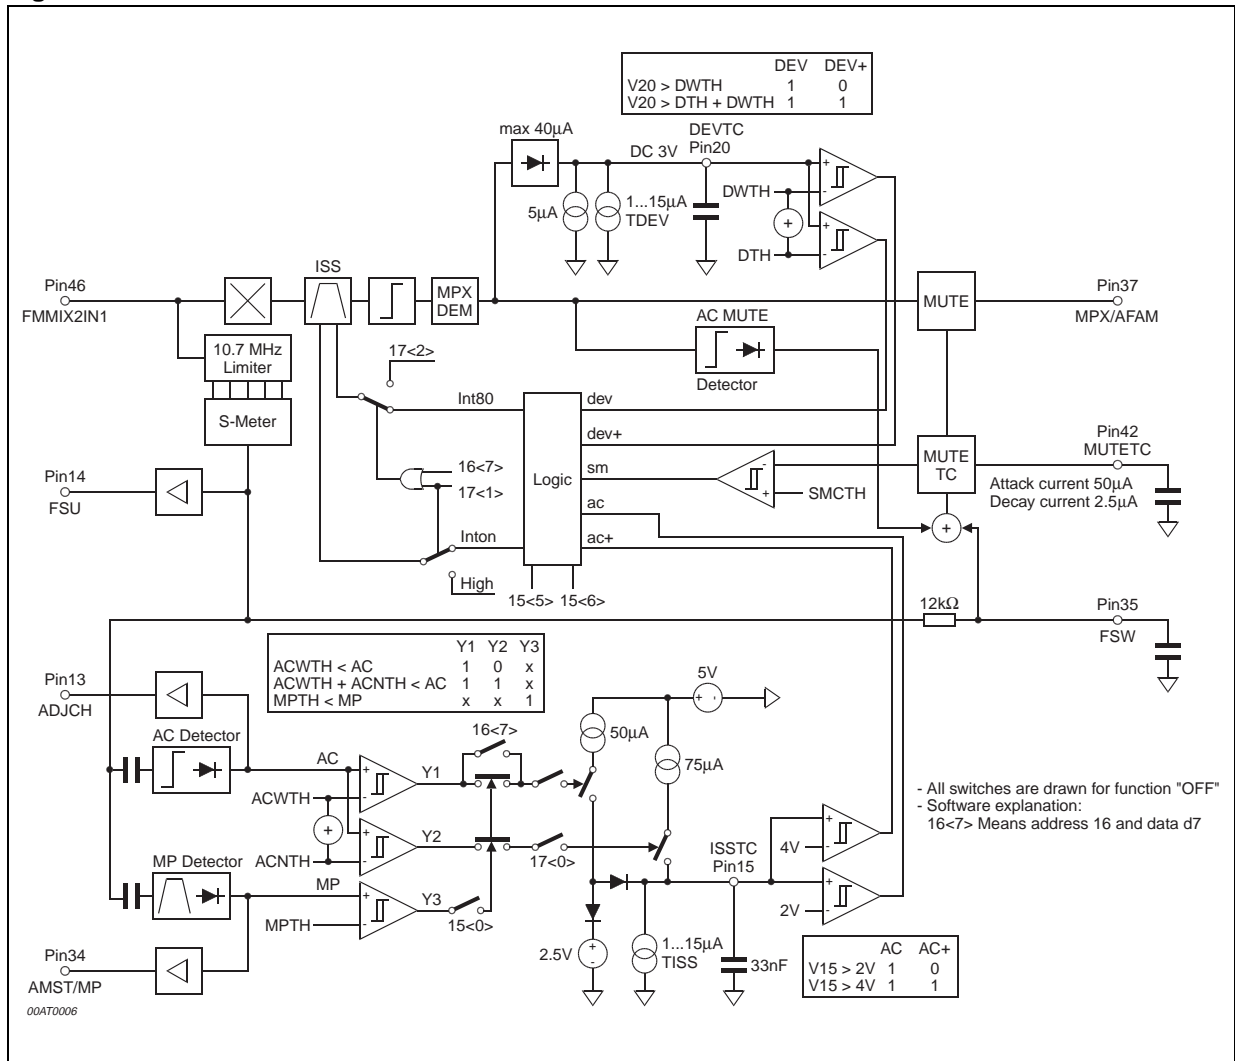 DEV DEV+
V20 > DWTH 1 0
V20 > DTH + DWTH 1 1
max 40µA
DC 3V
DEVTC
Pin20
5µA
1...15µA
TDEV
DWTH
+
-
+
+
-
DTH
Pin46
FMMIX2IN1
ISS
MPX
DEM
MUTE
Pin37
MPX/AFAM
10.7 MHz
Limiter
S-Meter
AC MUTE
Detector
17<2>
Int80
16<7>
17<1>
Inton
High
Logic
15<5> 15<6>
dev
dev+
sm
ac
ac+
-
+
SMCTH
MUTE
TC
Pin42
MUTETC
Attack current 50µA
Decay current 2.5µA
+
Pin14
FSU
12kΩ
Pin35
FSW
Y1 Y2 Y3
ACWTH < AC 1 0 x
ACWTH + ACNTH < AC 1 1 x
MPTH < MP x x 1
Pin13
ADJCH
AC Detector
AC
ACWTH
+
-
+
+
-
ACNTH
Y1
Y2
MP Detector
MP
MPTH
+
-
Y3
15<0>
16<7>
17<0>
Pin34
AMST/MP
5V
+ -
50µA
75µA
2.5V
+
-
1...15µA
TISS
ISSTC
Pin15
33nF
+
4V -
+
2V -
- All switches are drawn for function "OFF"
- Software explanation:
16<7> Means address 16 and data d7
AC AC+
V15 > 2V 1 0
V15 > 4V 1 1
00AT0006